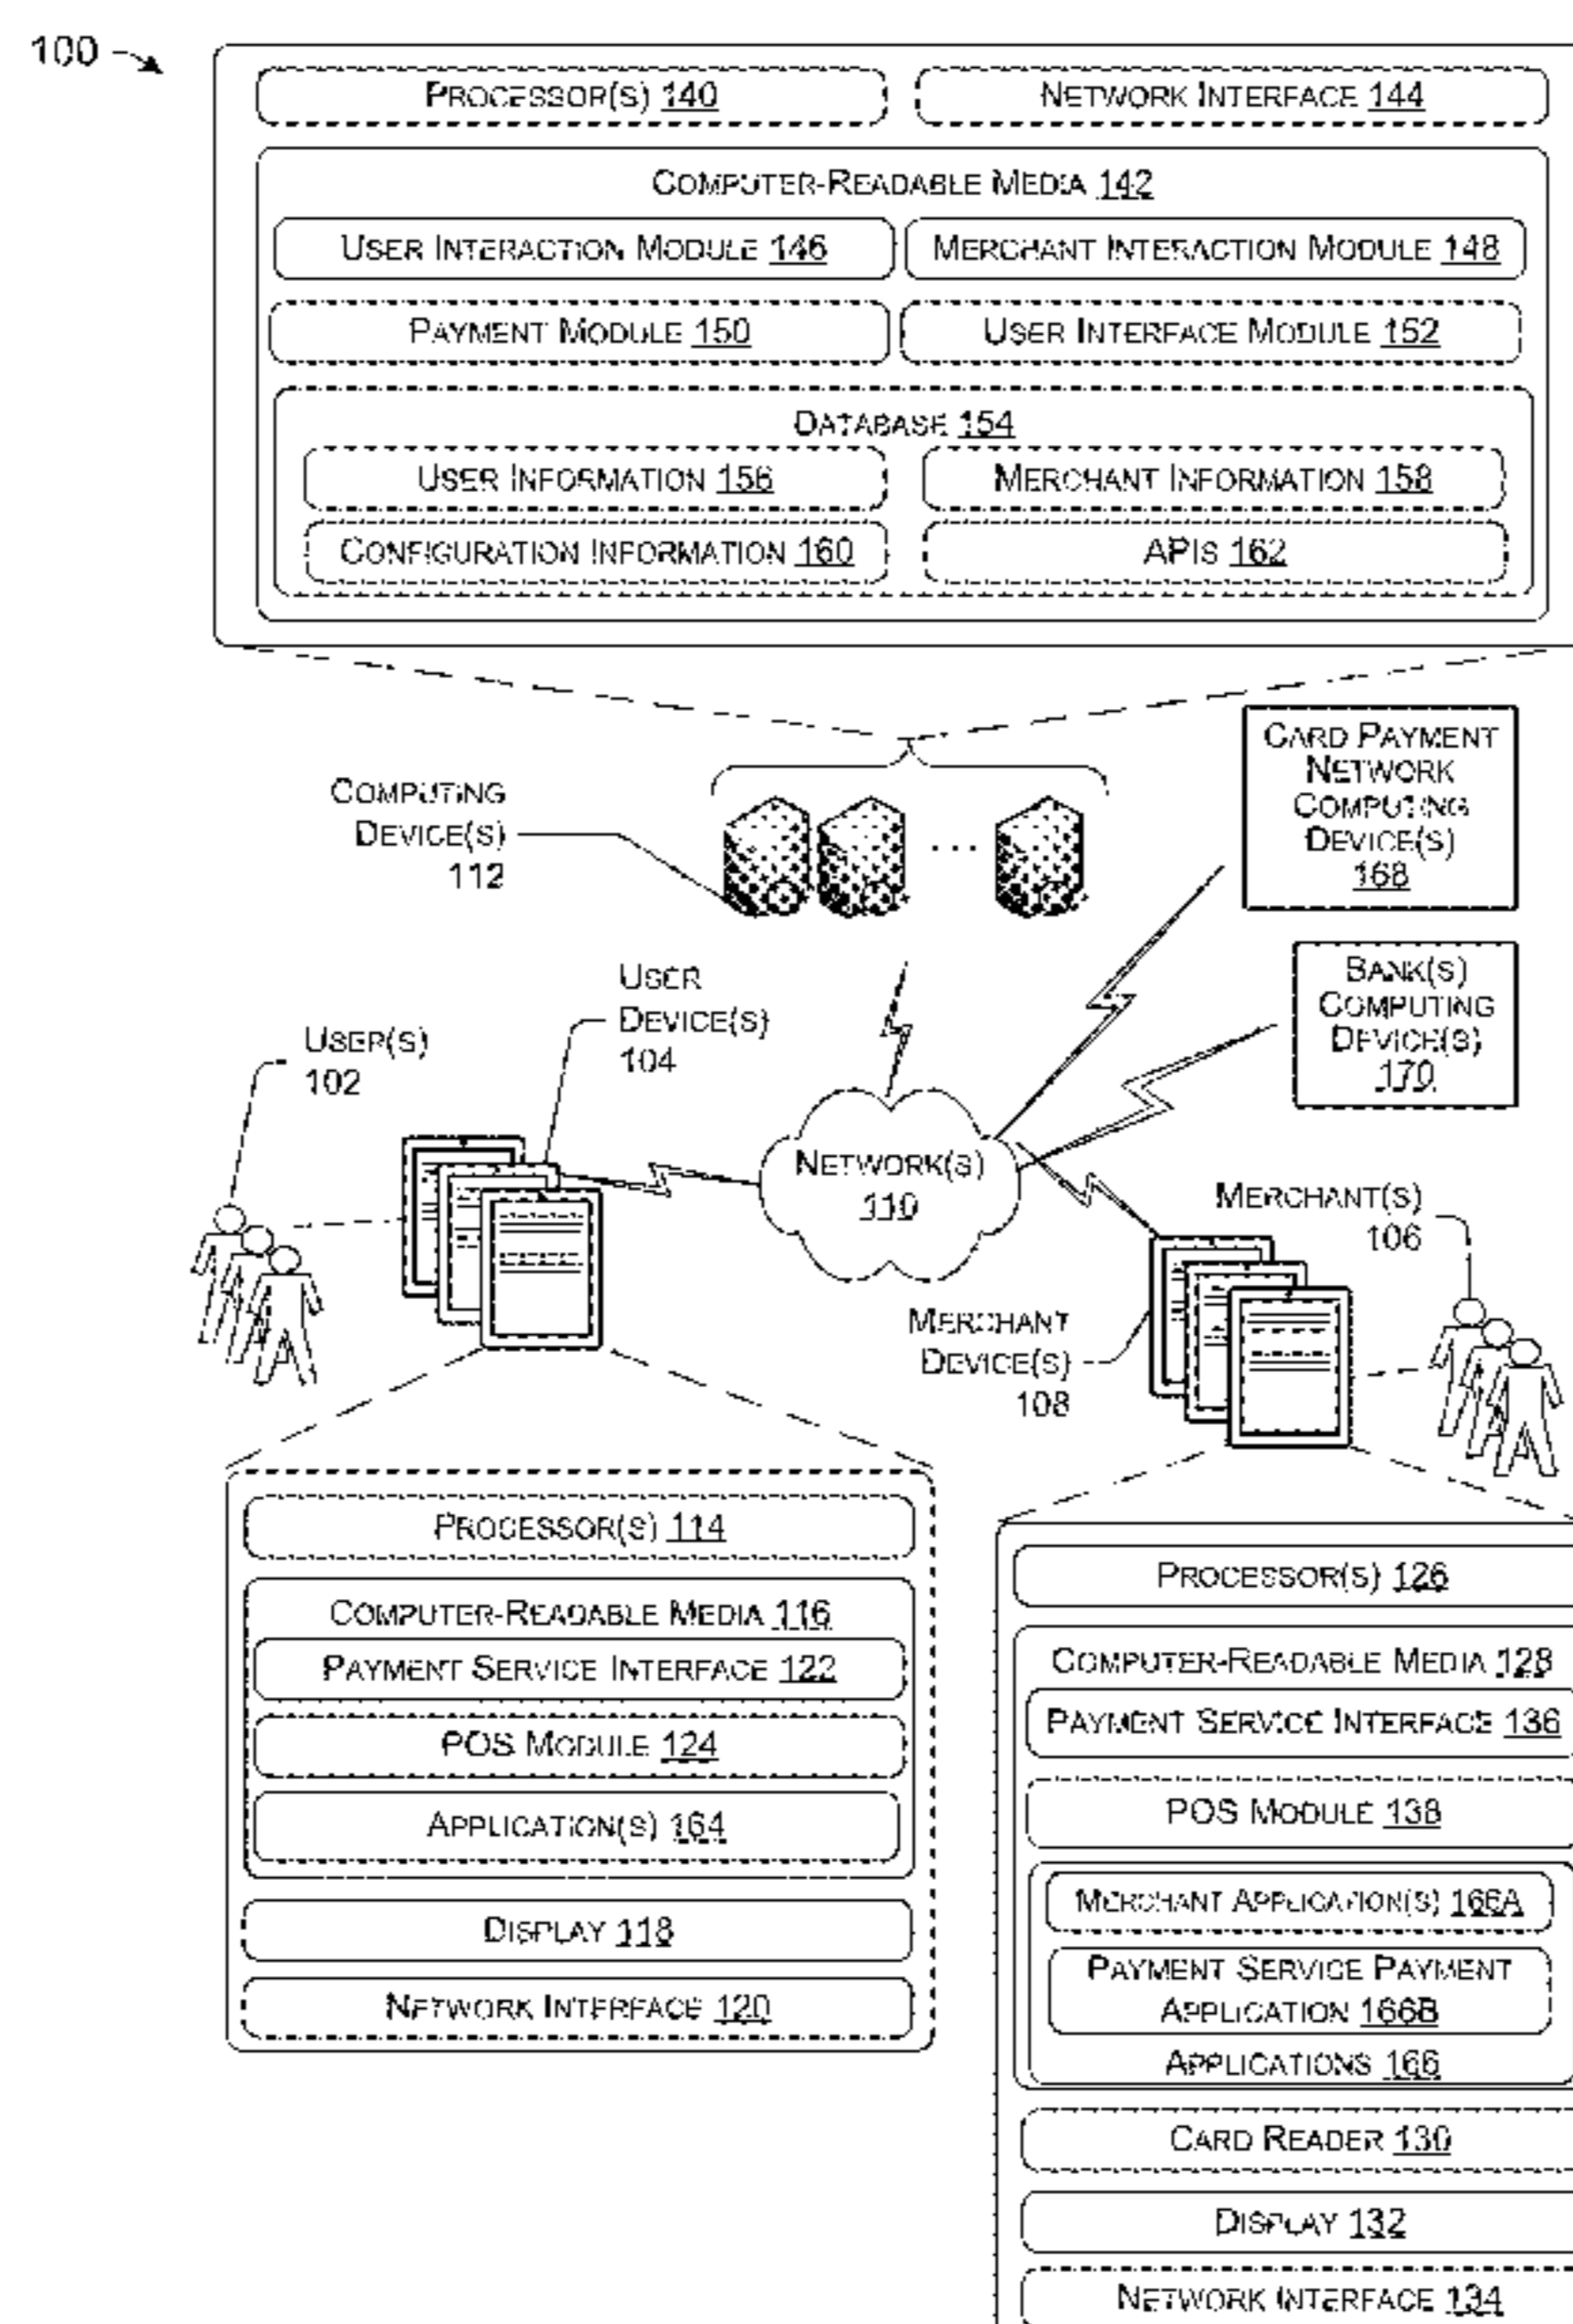 100
PROCESSOR(S) 140
NETWORK INTERFACE 144
COMPUTER-READABLE MEDIA 142
USER INTERACTION MODULE 146
MERCHANT INTERACTION MODULE 148
PAYMENT MODULE 150
USER INTERFACE MODULE 152
DATABASE 154
USER INFORMATION 156
MERCHANT INFORMATION 158
CONFIGURATION INFORMATION 160
APIS 162
COMPUTING
DEVICE(S)
112
CARD PAYMENT
NETWORK
COMPUTING
DEVICE(S)
168
BANK(S)
COMPUTING
DEVICE(S)
170
USER
DEVICE(S)
104
USER(S)
102
NETWORK(S)
110
MERCHANT(S)
106
MERCHANT
DEVICE(S)
108
PROCESSOR(S) 114
COMPUTER-READABLE MEDIA 116
PAYMENT SERVICE INTERFACE 122
POS MODULE 124
APPLICATION(S) 164
DISPLAY 118
NETWORK INTERFACE 120
PROCESSOR(S) 126
COMPUTER-READABLE MEDIA 128
PAYMENT SERVICE INTERFACE 136
POS MODULE 138
MERCHANT APPLICATION(S) 166A
PAYMENT SERVICE PAYMENT
APPLICATION 166B
APPLICATIONS 166
CARD READER 130
DISPLAY 132
NETWORK INTERFACE 134